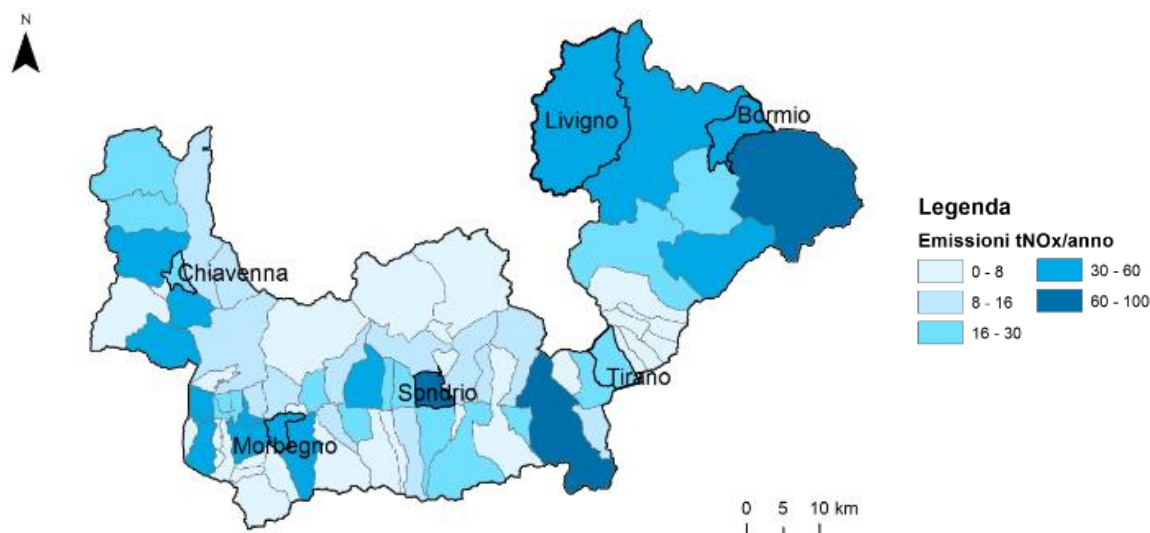 N
Livigno
Bormio
Chiavenna
Tirano
Sondrio
Morbegno
Legenda
Emissioni tNOx/anno
0 - 8
30 - 60
8 - 16
60 - 100
16 - 30
0 5 10 km